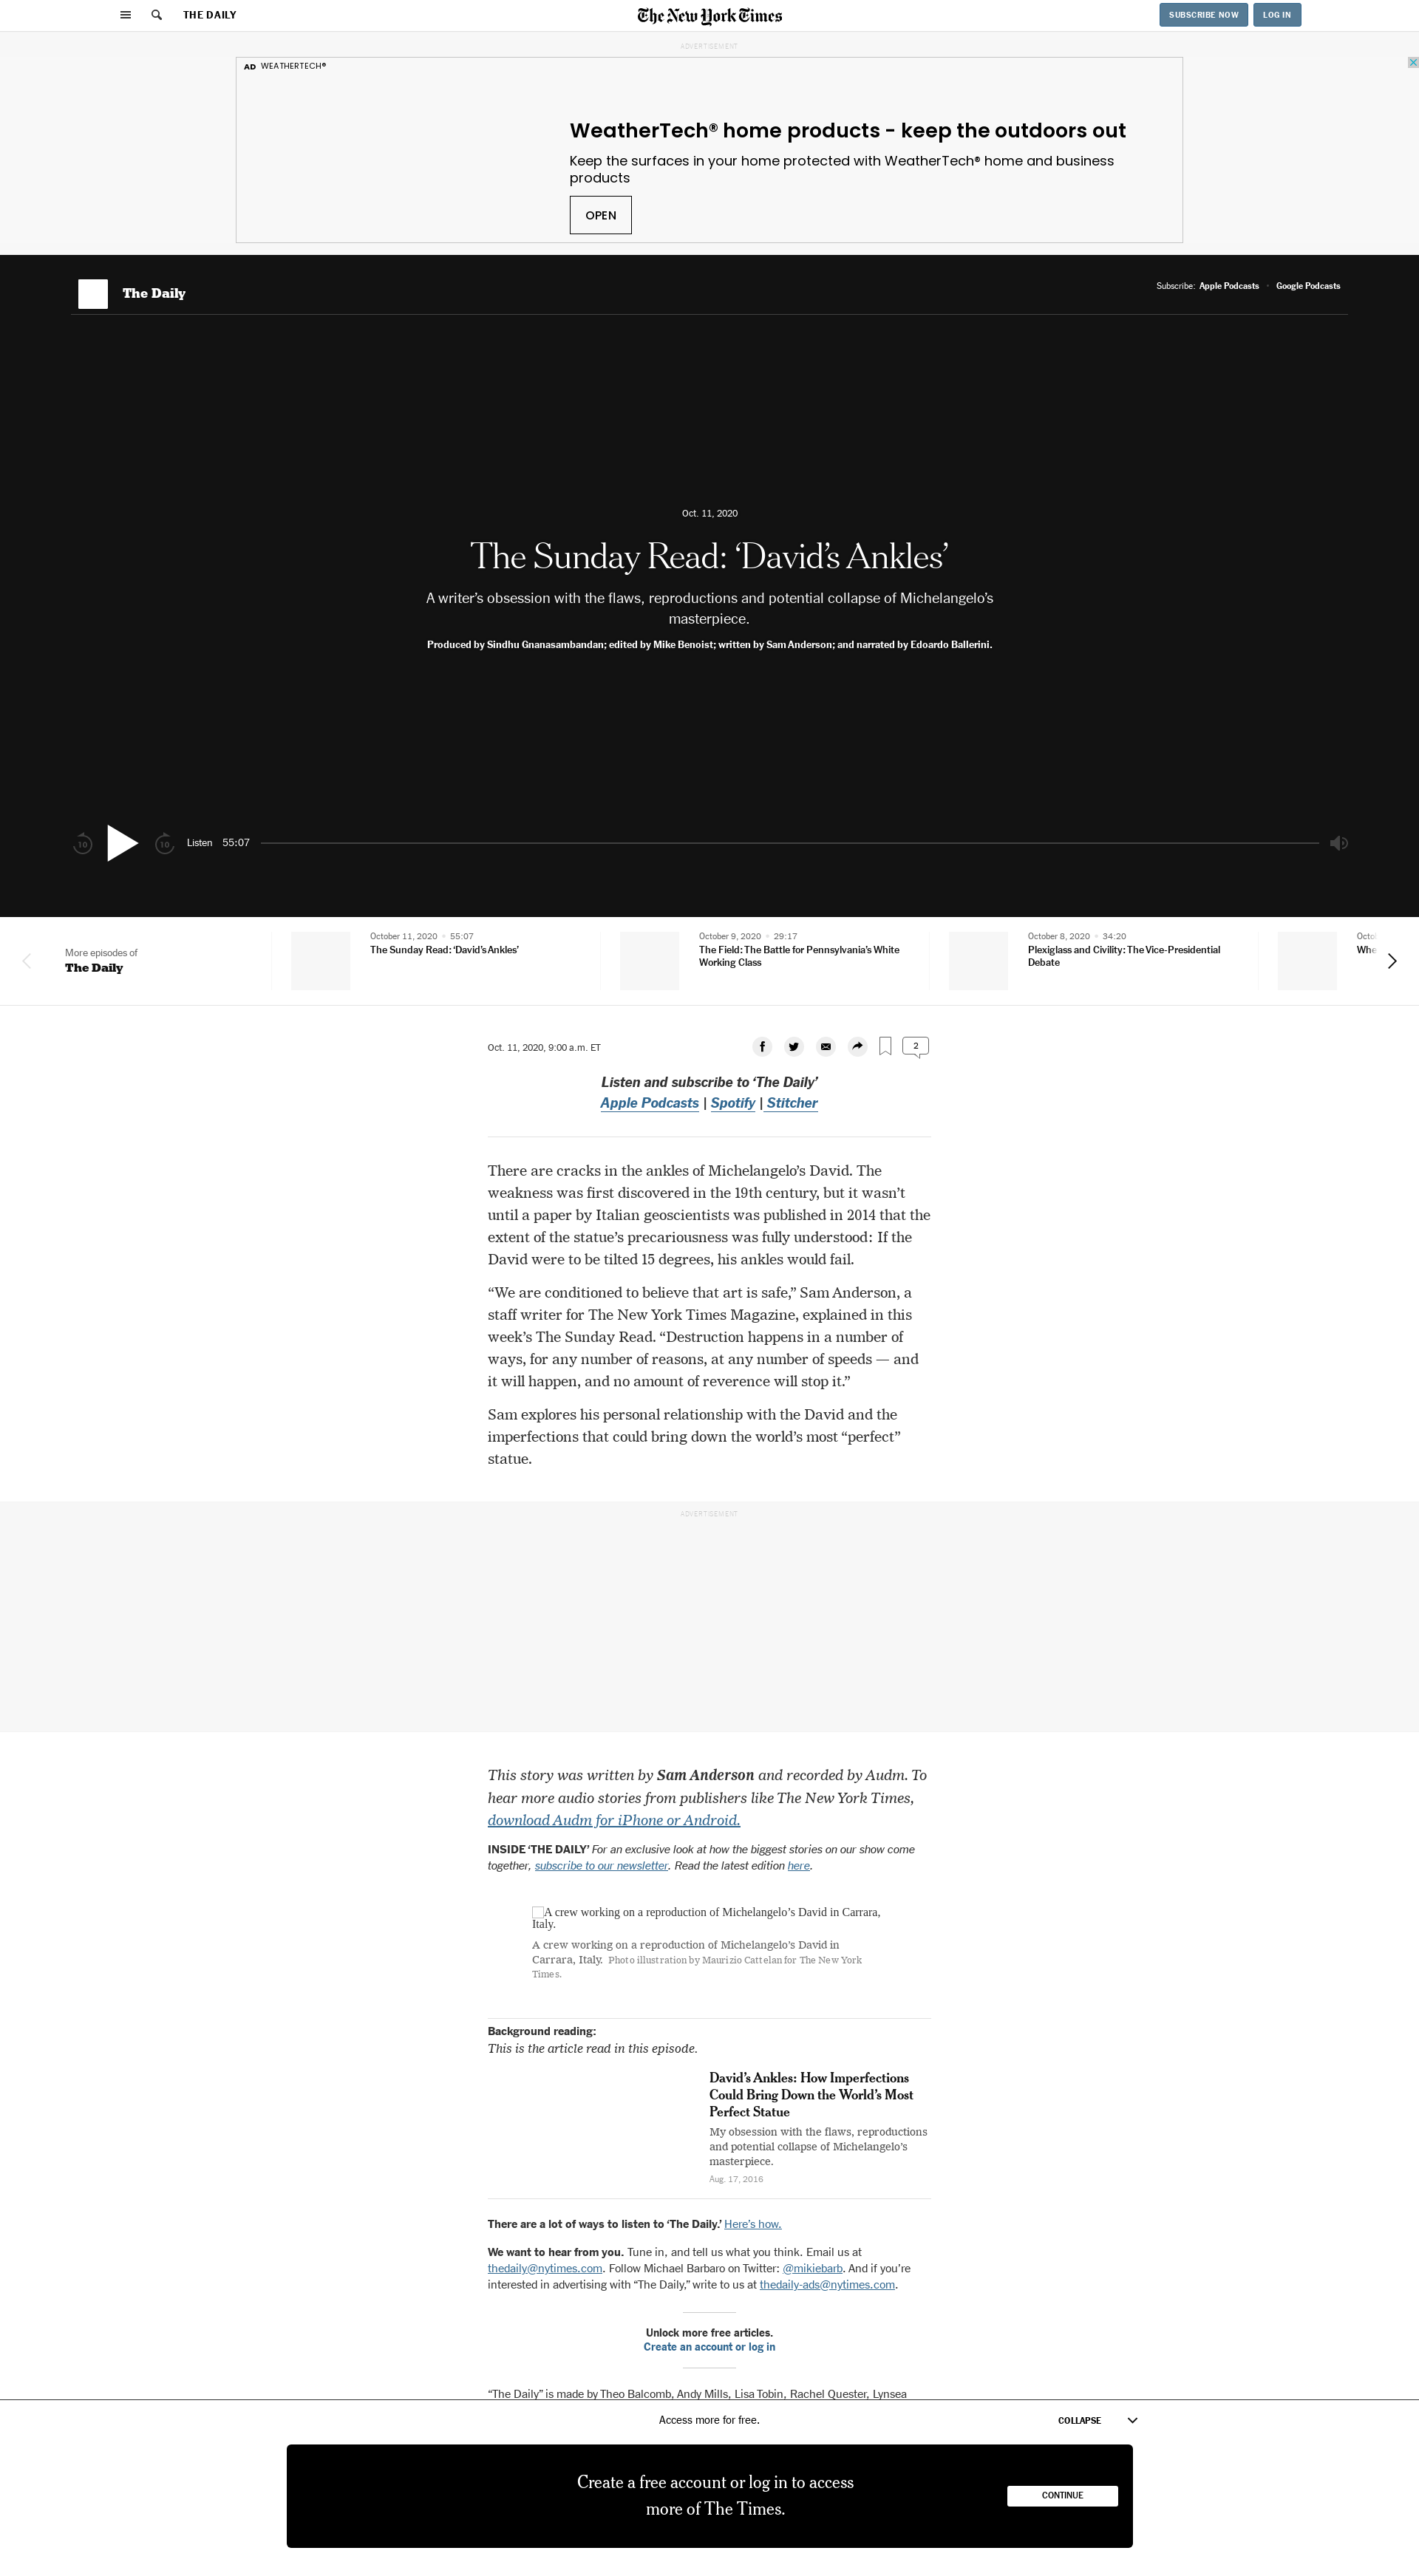 THE DAILY
The New York Times
SUBSCRIBE NOW
LOG IN
ADVERTISEMENT
AD WEATHERTECH®
WeatherTech® home products - keep the outdoors out
Keep the surfaces in your home protected with WeatherTech® home and business
products
OPEN
The Daily
Subscribe: Apple Podcasts • Google Podcasts
Oct. 11, 2020
The Sunday Read: ‘David’s Ankles’
A writer’s obsession with the flaws, reproductions and potential collapse of Michelangelo’s
masterpiece.
Produced by Sindhu Gnanasambandan; edited by Mike Benoist; written by Sam Anderson; and narrated by Edoardo Ballerini.
10
10
Listen 55:07
More episodes of
The Daily
October 11, 2020 • 55:07
The Sunday Read: ‘David’s Ankles’
October 9, 2020 • 29:17
The Field: The Battle for Pennsylvania’s White
Working Class
October 8, 2020 • 34:20
Plexiglass and Civility: The Vice-Presidential
Debate
Octo
Whe
Oct. 11, 2020, 9:00 a.m. ET
2
Listen and subscribe to ‘The Daily’
Apple Podcasts | Spotify | Stitcher
There are cracks in the ankles of Michelangelo’s David. The
weakness was first discovered in the 19th century, but it wasn’t
until a paper by Italian geoscientists was published in 2014 that the
extent of the statue’s precariousness was fully understood: If the
David were to be tilted 15 degrees, his ankles would fail.
“We are conditioned to believe that art is safe,” Sam Anderson, a
staff writer for The New York Times Magazine, explained in this
week’s The Sunday Read. “Destruction happens in a number of
ways, for any number of reasons, at any number of speeds — and
it will happen, and no amount of reverence will stop it.”
Sam explores his personal relationship with the David and the
imperfections that could bring down the world’s most “perfect”
statue.
ADVERTISEMENT
This story was written by Sam Anderson and recorded by Audm. To
hear more audio stories from publishers like The New York Times,
download Audm for iPhone or Android.
INSIDE ‘THE DAILY’ For an exclusive look at how the biggest stories on our show come
together, subscribe to our newsletter. Read the latest edition here.
A crew working on a reproduction of Michelangelo’s David in Carrara,
Italy.
A crew working on a reproduction of Michelangelo’s David in
Carrara, Italy. Photo illustration by Maurizio Cattelan for The New York
Times.
Background reading:
This is the article read in this episode.
David’s Ankles: How Imperfections
Could Bring Down the World’s Most
Perfect Statue
My obsession with the flaws, reproductions
and potential collapse of Michelangelo’s
masterpiece.
Aug. 17, 2016
There are a lot of ways to listen to ‘The Daily.’ Here’s how.
We want to hear from you. Tune in, and tell us what you think. Email us at
thedaily@nytimes.com. Follow Michael Barbaro on Twitter: @mikiebarb. And if you’re
interested in advertising with “The Daily,” write to us at thedaily-ads@nytimes.com.
Unlock more free articles.
Create an account or log in
“The Daily” is made by Theo Balcomb, Andy Mills, Lisa Tobin, Rachel Quester, Lynsea
Access more for free.
COLLAPSE
Create a free account or log in to access
more of The Times.
CONTINUE